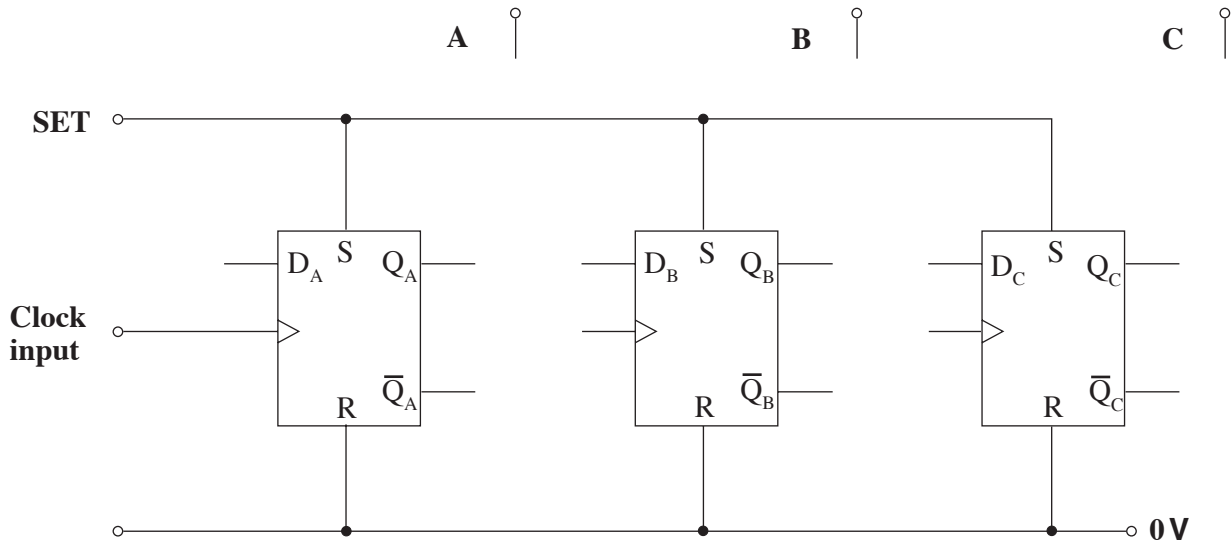 A B C
SET
D_A S Q_A D_B S Q_B D_C S Q_C
Clock
input
Q̅_A Q̅_B Q̅_C
R R R
0 V